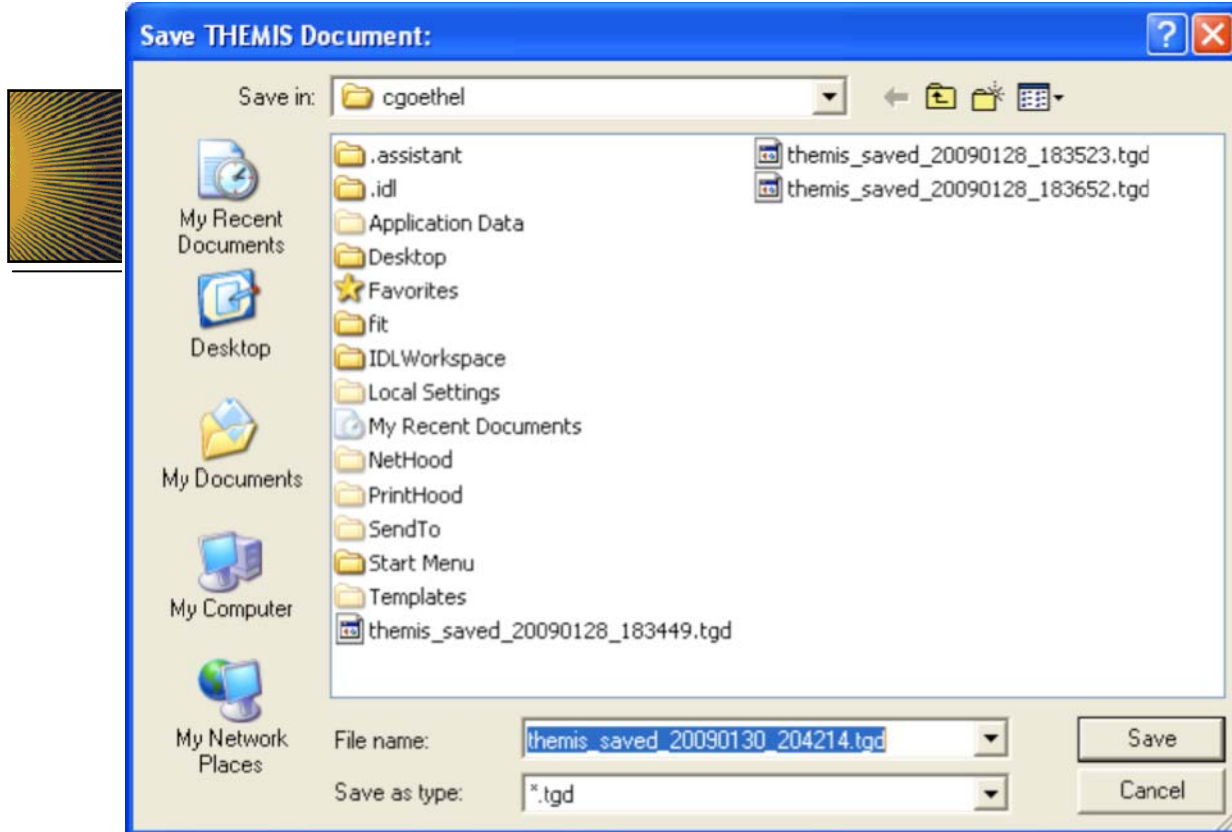 Save THEMIS Document:
Save in:
cgoethel
My Recent
Documents
Desktop
My Documents
My Computer
My Network
Places
.assistant
.idl
Application Data
Desktop
Favorites
fit
IDLWorkspace
Local Settings
My Recent Documents
NetHood
PrintHood
SendTo
Start Menu
Templates
themis_saved_20090128_183449.tgd
themis_saved_20090128_183523.tgd
themis_saved_20090128_183652.tgd
File name:
themis_saved_20090130_204214.tgd
Save
Save as type:
*.tgd
Cancel